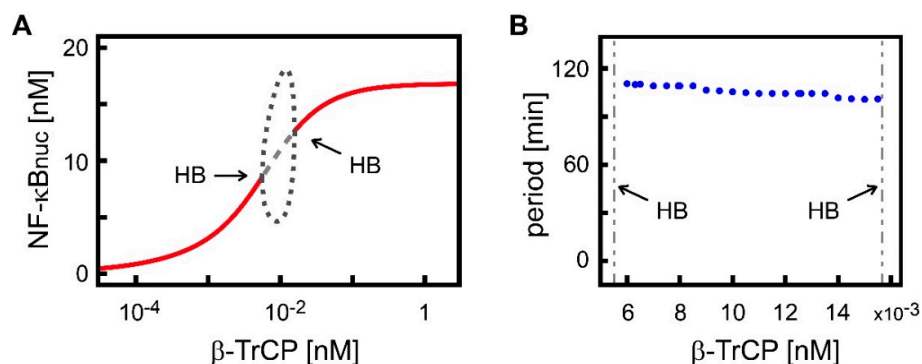 A
NF-κBnuc [nM]
20
10
0
HB
HB
10⁻⁴
10⁻²
1
β-TrCP [nM]
B
period [min]
120
60
0
HB
HB
6 8 10 12 14 x10⁻³
β-TrCP [nM]